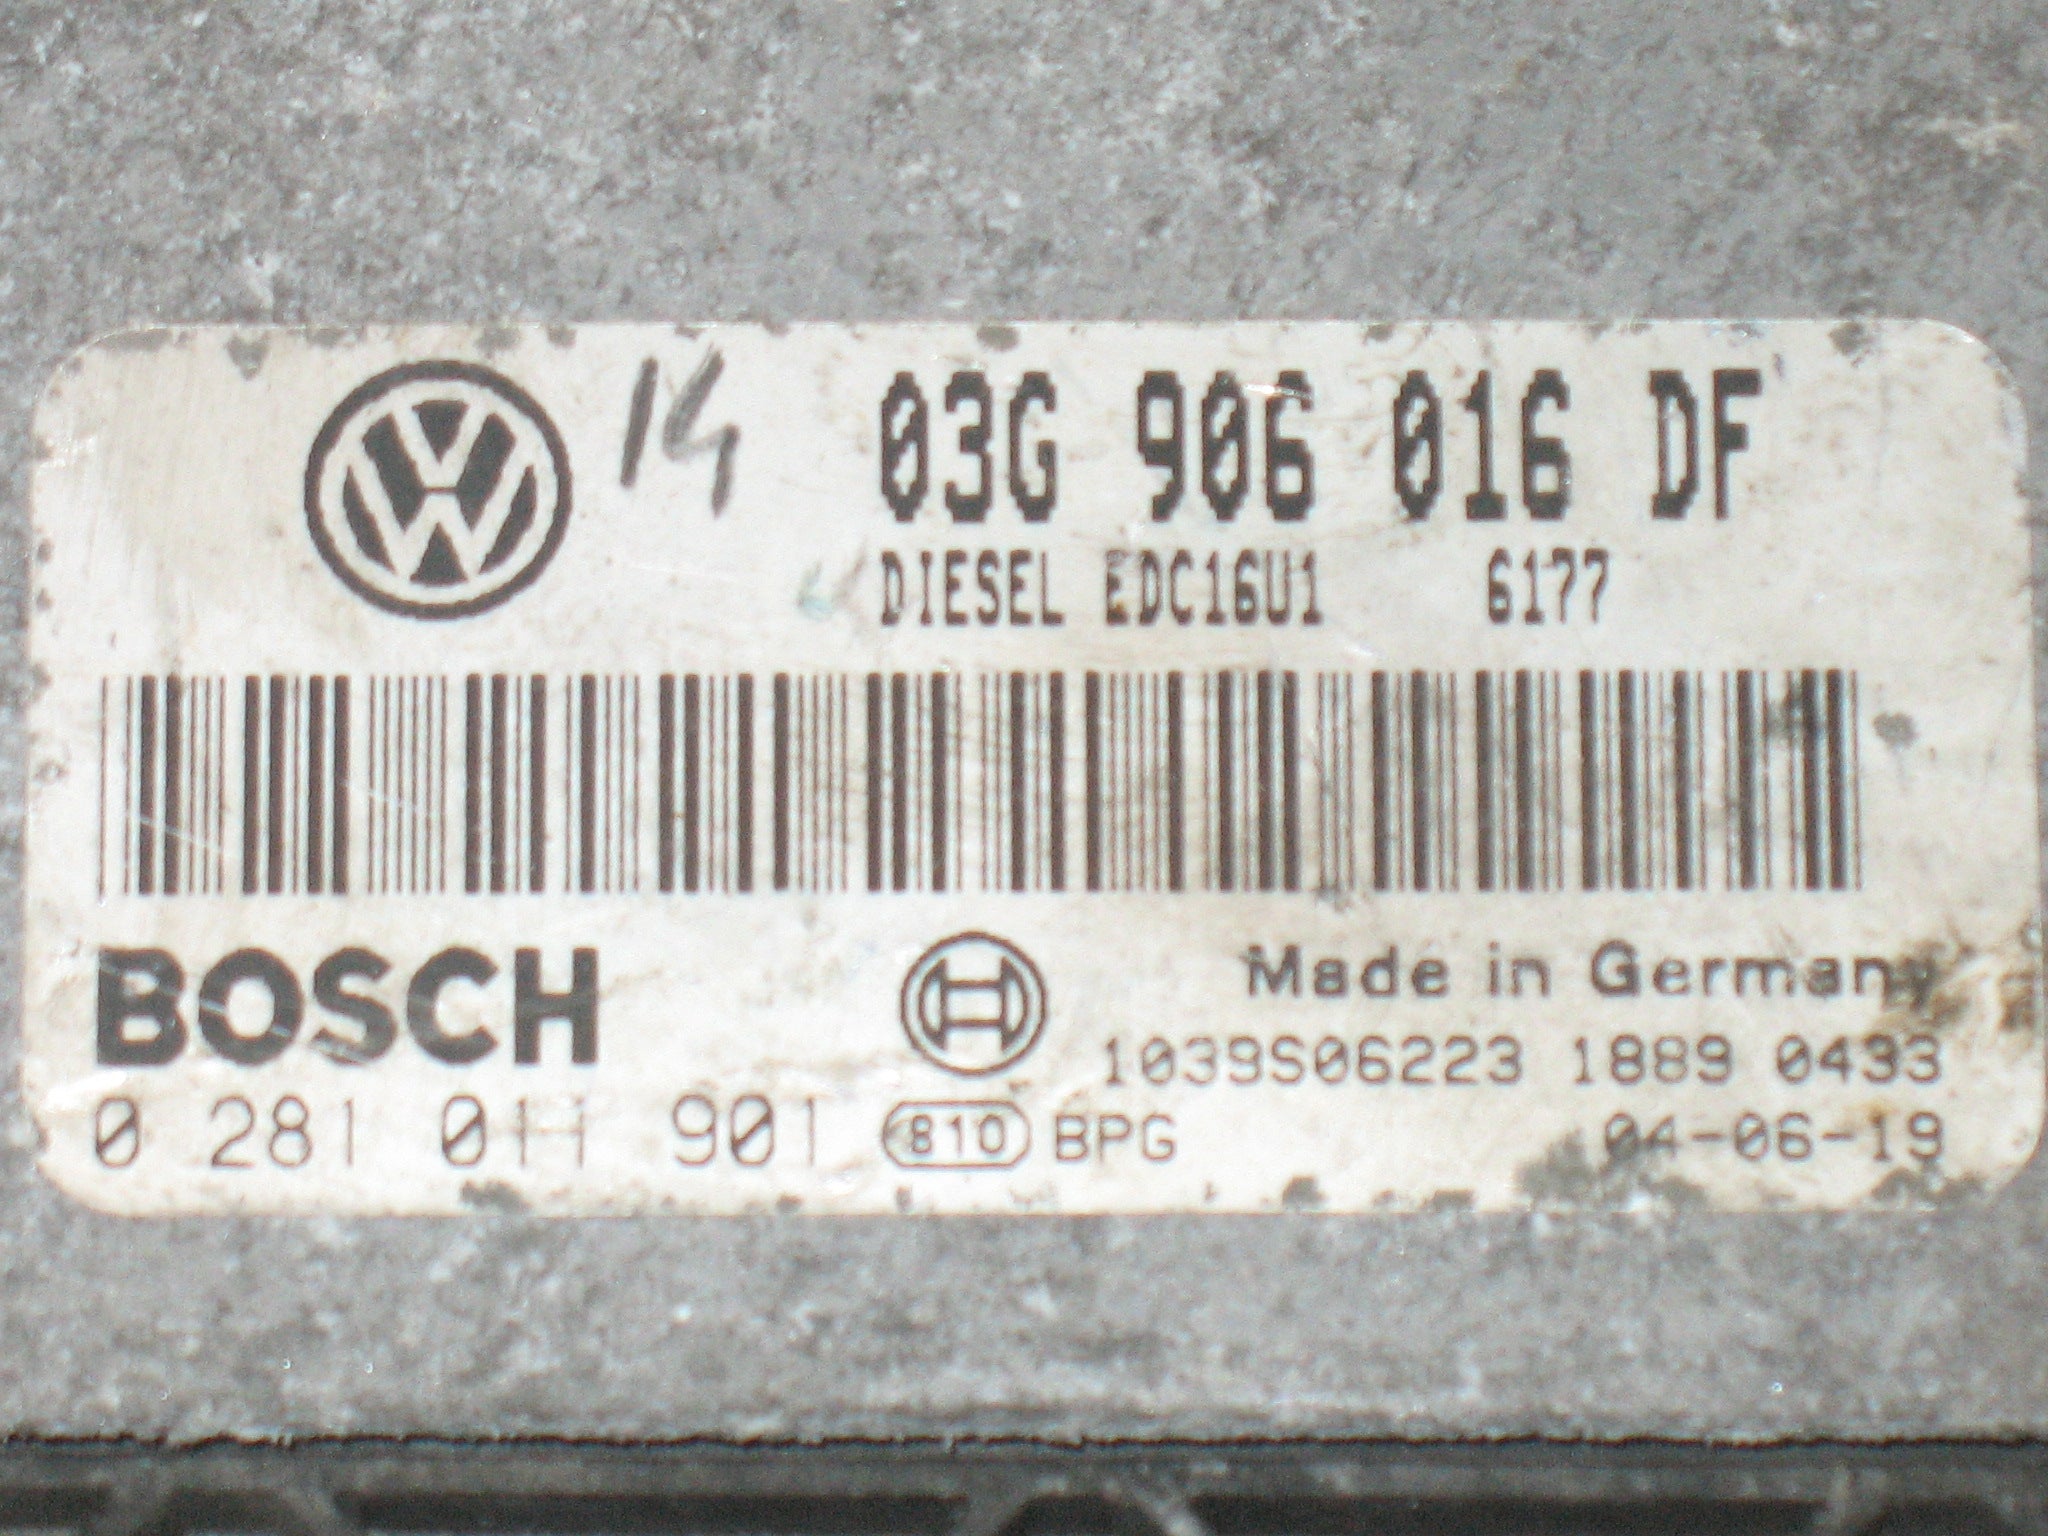 14 03G 906 016 DF
DIESEL EDC16U1 6177
BOSCH
Made in Germany
1039S06223 1889 0433
0 281 011 901 810 BPG 04-06-19